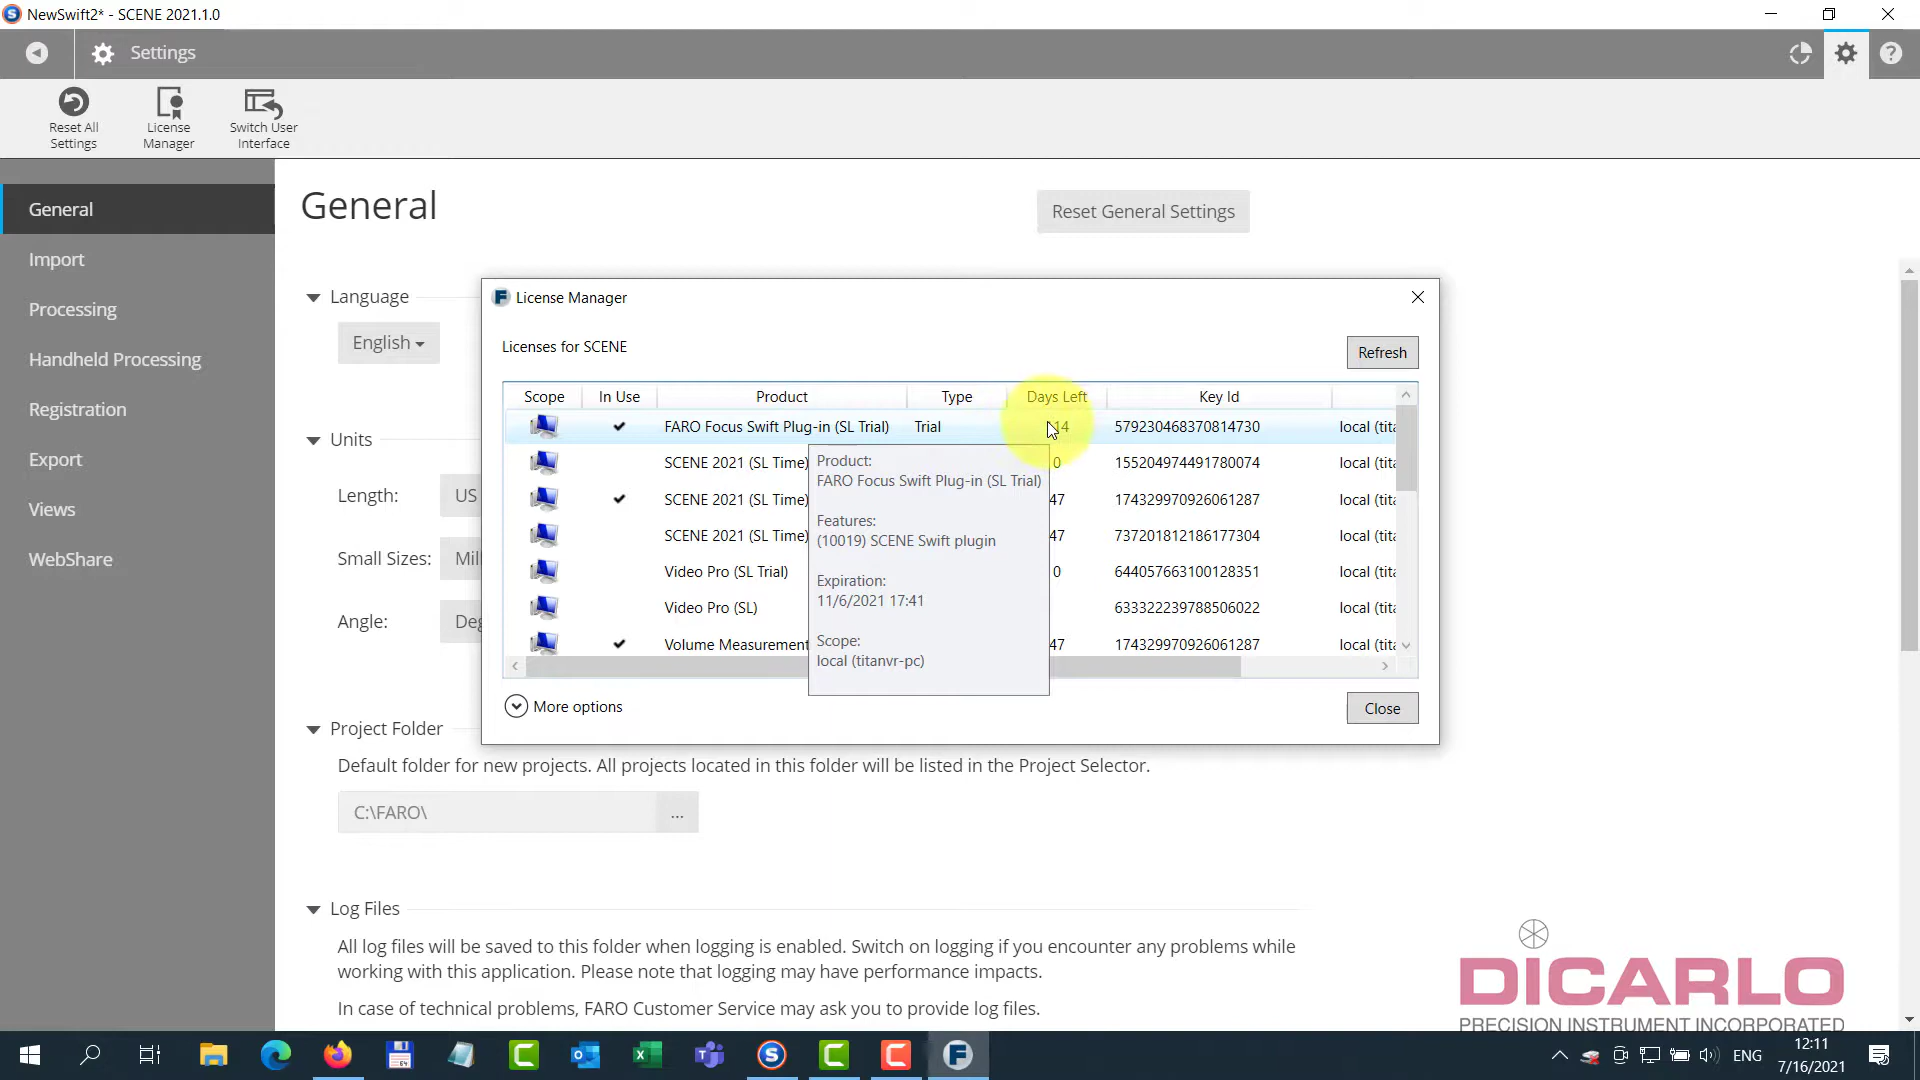 NewSwift2* - SCENE 2021.1.0
Settings
Reset All
Settings
License
Manager
Switch User
Interface
General
Import
Processing
Handheld Processing
Registration
Export
Views
WebShare
General
Reset General Settings
Language
English
Units
Length:
US
Small Sizes:
Angle:
License Manager
Licenses for SCENE
Refresh
Scope In Use Product Type Days Left Key Id
FARO Focus Swift Plug-in (SL Trial) Trial 14 579230468370814730 local (tita
SCENE 2021 (SL Time) 0 155204974491780074 local (tita
SCENE 2021 (SL Time) 47 174329970926061287 local (tita
SCENE 2021 (SL Time) 47 737201812186177304 local (tita
Video Pro (SL Trial) 0 644057663100128351 local (tita
Video Pro (SL) 633322239788506022 local (tita
Volume Measurement 47 174329970926061287 local (tita
Product:
FARO Focus Swift Plug-in (SL Trial)
Features:
(10019) SCENE Swift plugin
Expiration:
11/6/2021 17:41
Scope:
local (titanvr-pc)
More options
Close
Project Folder
Default folder for new projects. All projects located in this folder will be listed in the Project Selector.
C:\FARO\
...
Log Files
All log files will be saved to this folder when logging is enabled. Switch on logging if you encounter any problems while
working with this application. Please note that logging may have performance impacts.
In case of technical problems, FARO Customer Service may ask you to provide log files.
DICARLO
PRECISION INSTRUMENT INCORPORATED
ENG
12:11
7/16/2021